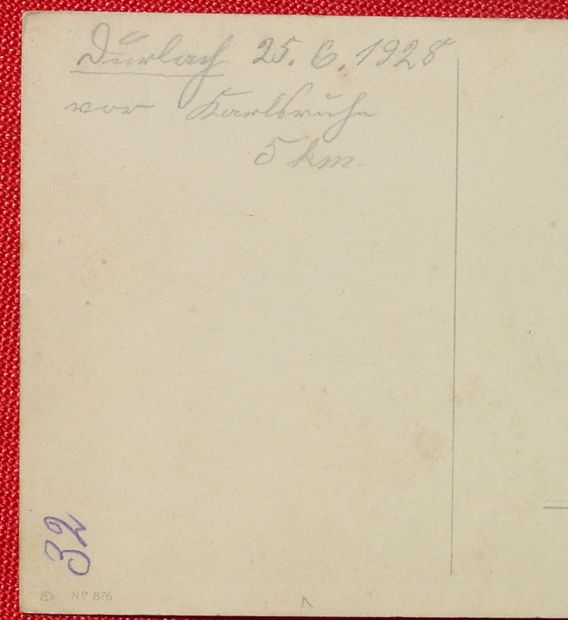 Durlach 25.6.1928
vor Karlsruhe
5 km.
32
Nº 876